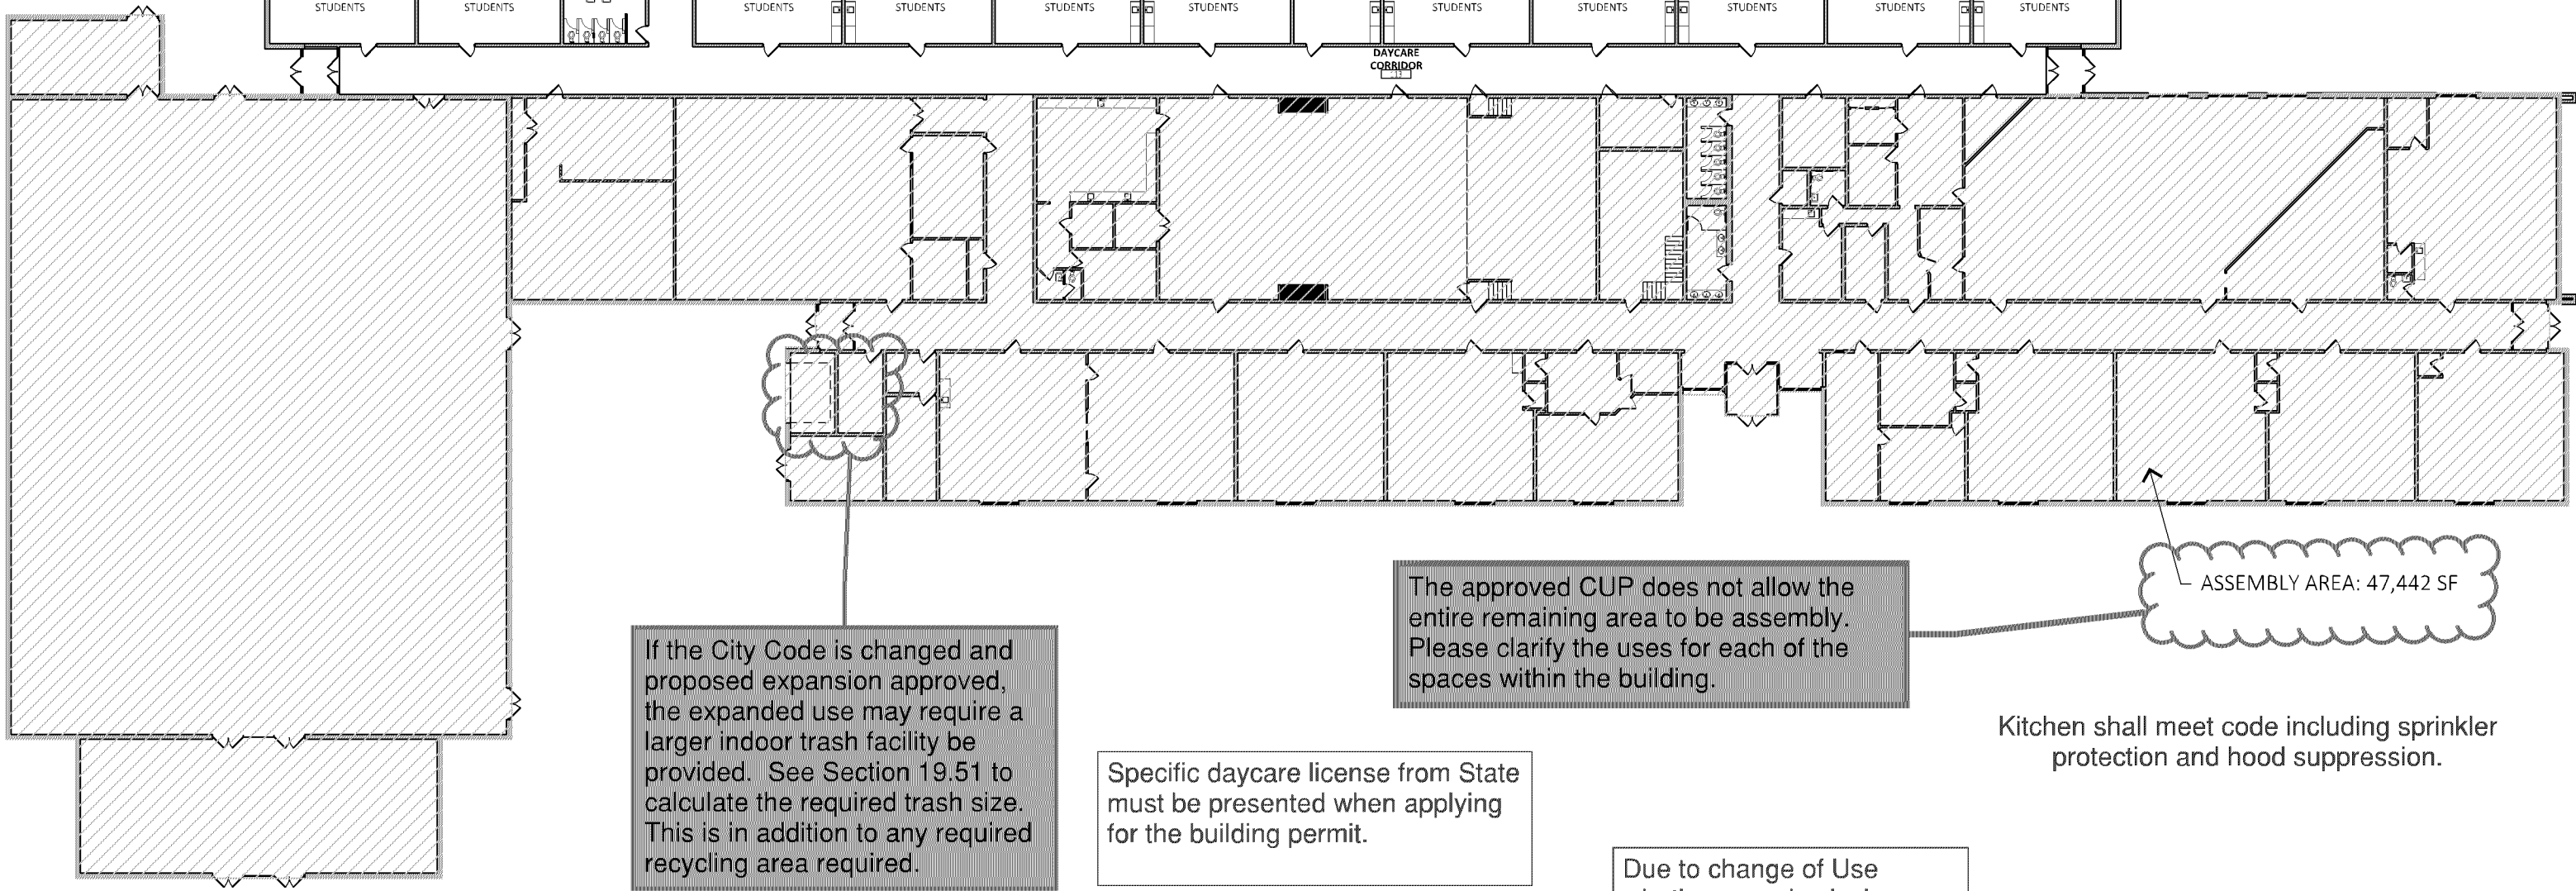 STUDENTS
STUDENTS
STUDENTS
STUDENTS
STUDENTS
STUDENTS
STUDENTS
STUDENTS
STUDENTS
STUDENTS
STUDENTS
DAYCARE
CORRIDOR
ASSEMBLY AREA: 47,442 SF
The approved CUP does not allow the
entire remaining area to be assembly.
Please clarify the uses for each of the
spaces within the building.
If the City Code is changed and
proposed expansion approved,
the expanded use may require a
larger indoor trash facility be
provided. See Section 19.51 to
calculate the required trash size.
This is in addition to any required
recycling area required.
Kitchen shall meet code including sprinkler
protection and hood suppression.
Specific daycare license from State
must be presented when applying
for the building permit.
Due to change of Use